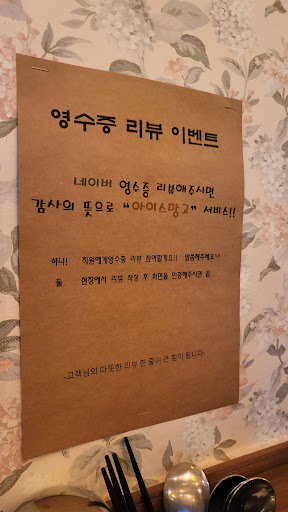 영수증 리뷰 이벤트
네이버 영수증 리뷰해주시면
감사의 뜻으로 "아이스망고" 서비스!!
하나! 직원에게영수증 리뷰 참여할게요!! 말씀해주세요^^
둘 현장에서 리뷰 작성 후 화면을 인증해주시면 끝.
-고객님의 따뜻한 리뷰 한 줄이 큰 힘이 됩니다-